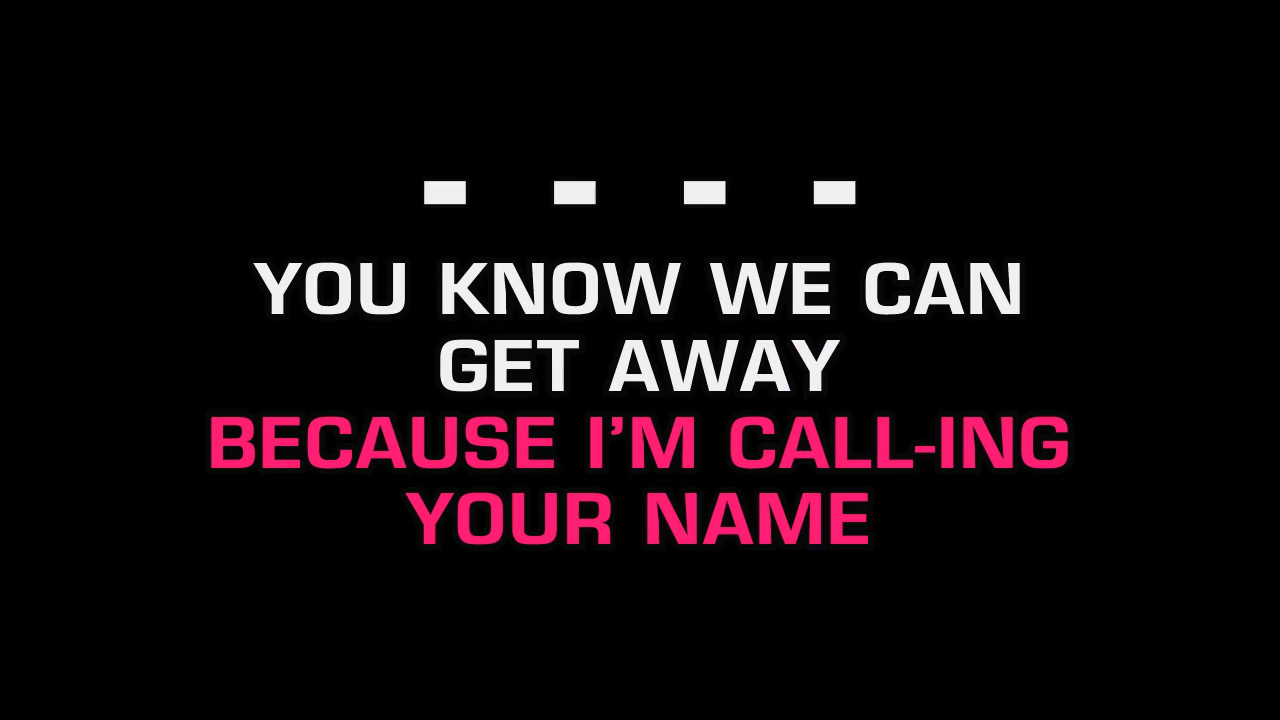 YOU KNOW WE CAN
GET AWAY
BECAUSE I’M CALL-ING
YOUR NAME